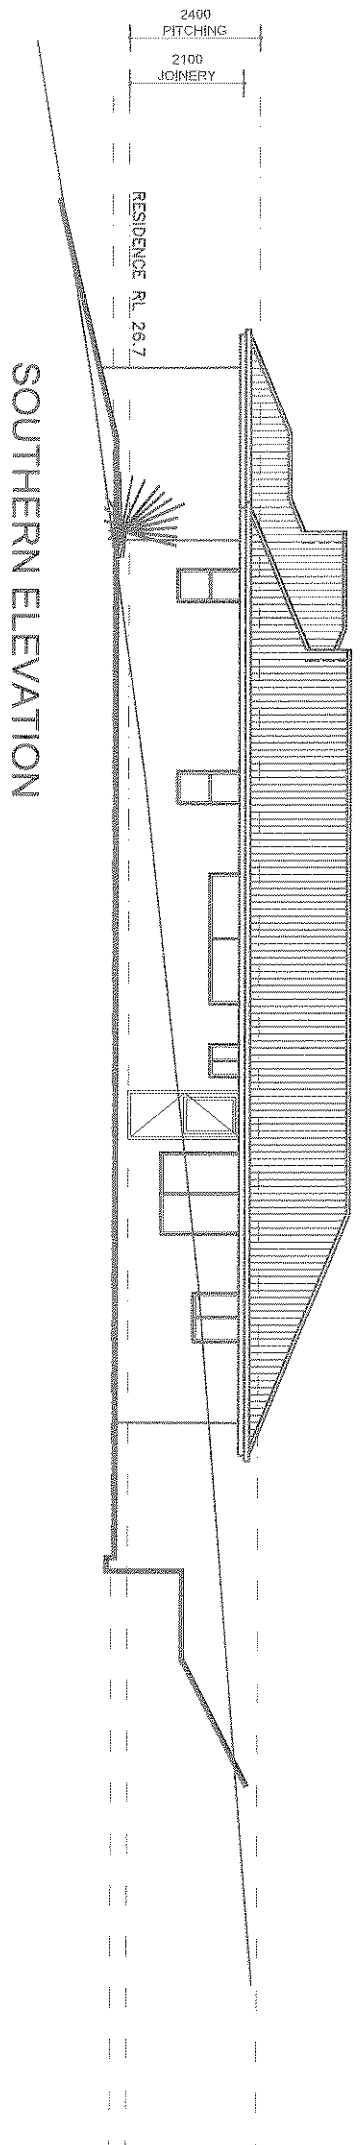 2400
PITCHING
2100
JOINERY
RESIDENCE RL 26.7
SOUTHERN ELEVATION